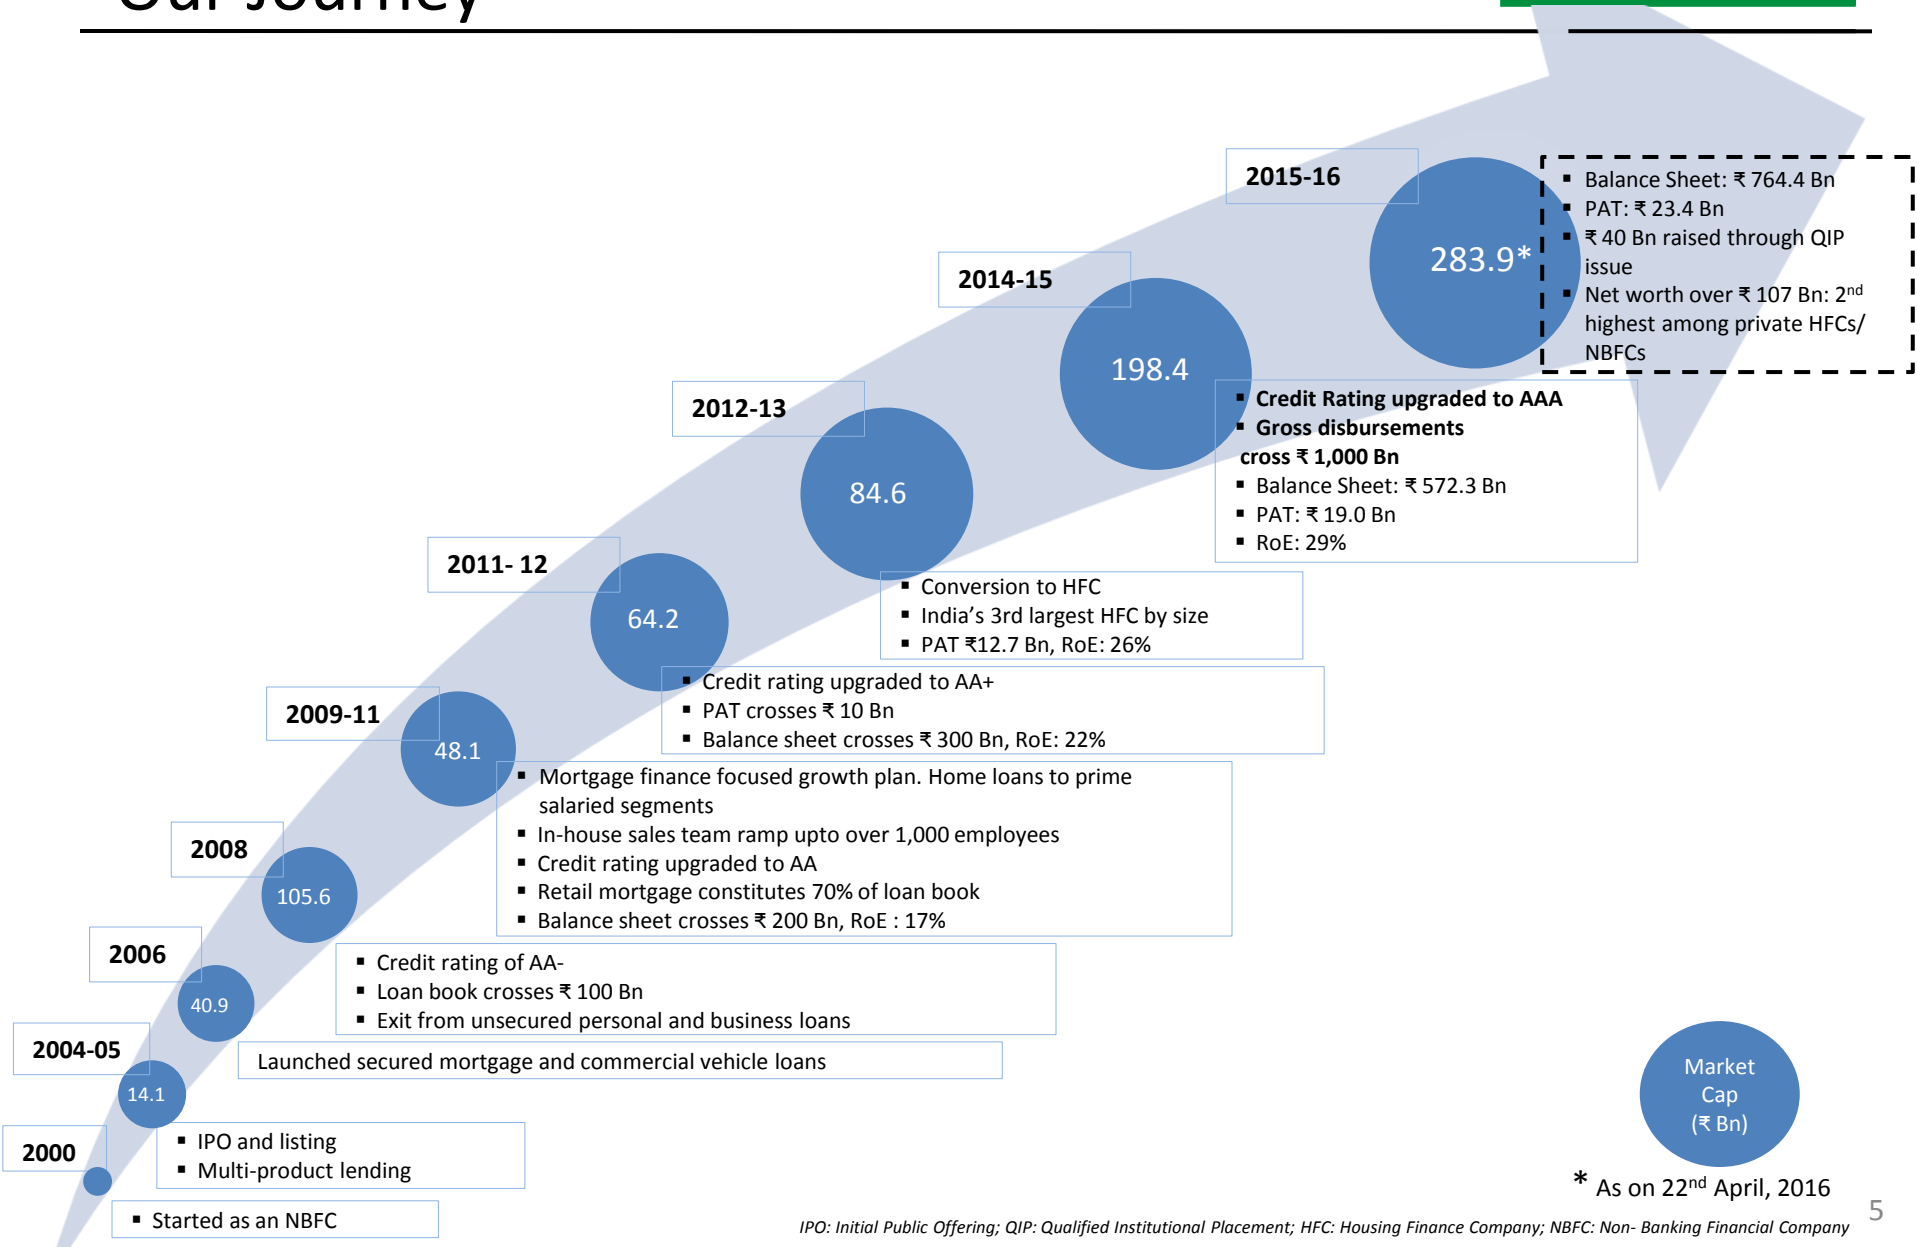 Our Journey
2015-16
283.9*
▪ Balance Sheet: ₹ 764.4 Bn
▪ PAT: ₹ 23.4 Bn
▪ ₹ 40 Bn raised through QIP
issue
▪ Net worth over ₹ 107 Bn: 2nd
highest among private HFCs/
NBFCs
2014-15
198.4
▪ Credit Rating upgraded to AAA
▪ Gross disbursements
cross ₹ 1,000 Bn
▪ Balance Sheet: ₹ 572.3 Bn
▪ PAT: ₹ 19.0 Bn
▪ RoE: 29%
2012-13
84.6
▪ Conversion to HFC
▪ India’s 3rd largest HFC by size
▪ PAT ₹12.7 Bn, RoE: 26%
2011- 12
64.2
▪ Credit rating upgraded to AA+
▪ PAT crosses ₹ 10 Bn
▪ Balance sheet crosses ₹ 300 Bn, RoE: 22%
2009-11
48.1
▪ Mortgage finance focused growth plan. Home loans to prime
salaried segments
▪ In-house sales team ramp upto over 1,000 employees
▪ Credit rating upgraded to AA
▪ Retail mortgage constitutes 70% of loan book
▪ Balance sheet crosses ₹ 200 Bn, RoE : 17%
2008
105.6
▪ Credit rating of AA-
▪ Loan book crosses ₹ 100 Bn
▪ Exit from unsecured personal and business loans
2006
40.9
Launched secured mortgage and commercial vehicle loans
2004-05
14.1
▪ IPO and listing
▪ Multi-product lending
2000
▪ Started as an NBFC
Market
Cap
(₹ Bn)
* As on 22nd April, 2016
IPO: Initial Public Offering; QIP: Qualified Institutional Placement; HFC: Housing Finance Company; NBFC: Non- Banking Financial Company
5